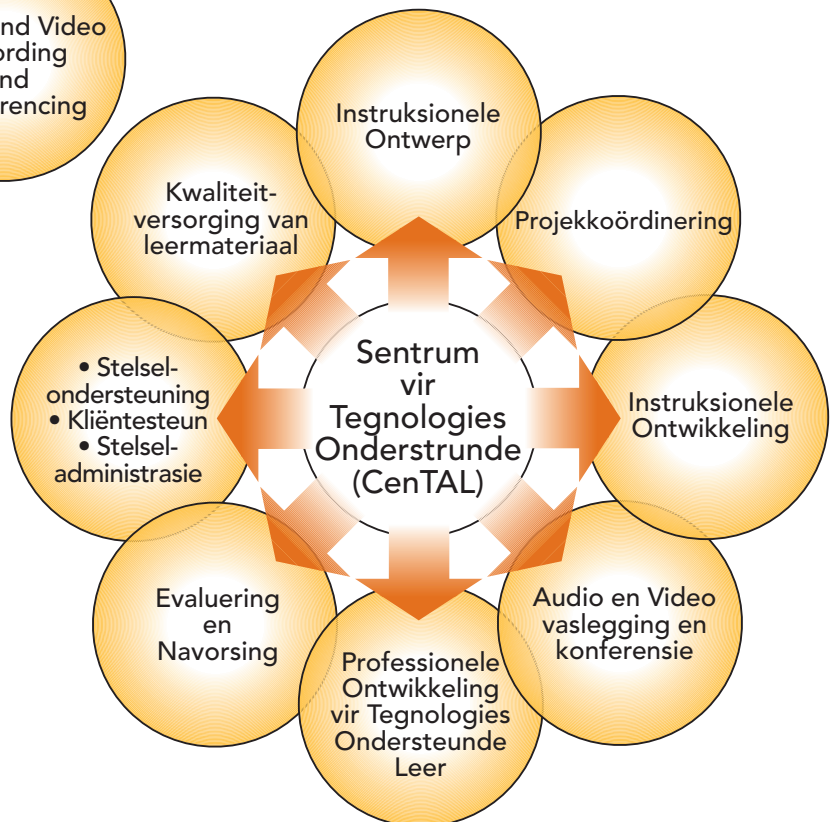 nd Video
ording
nd
rencing
Instruksionele
Ontwerp
Kwaliteit-
versorging van
leermateriaal
Projekkoördinering
• Stelsel-
ondersteuning
• Kliëntesteun
• Stelsel-
administrasie
Sentrum
vir
Tegnologies
Onderstrunde
(CenTAL)
Instruksionele
Ontwikkeling
Evaluering
en
Navorsing
Audio en Video
vaslegging en
konferensie
Professionele
Ontwikkeling
vir Tegnologies
Ondersteunde
Leer